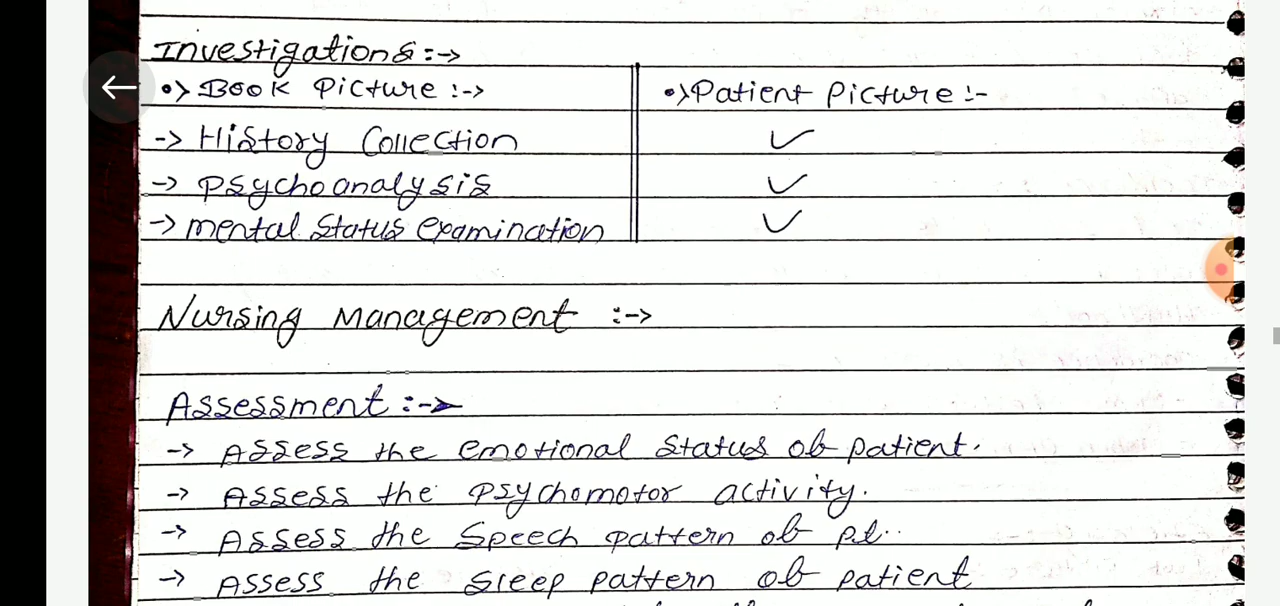 Investigations :->
•> Book Picture :-> •> Patient Picture :-
-> History Collection ✓
-> Psychoanalysis ✓
-> mental status examination ✓
Nursing Management :->
Assessment :->
-> Assess the emotional status of patient.
-> Assess the psychomotor activity.
-> Assess the speech pattern of pt..
-> Assess the sleep pattern of patient